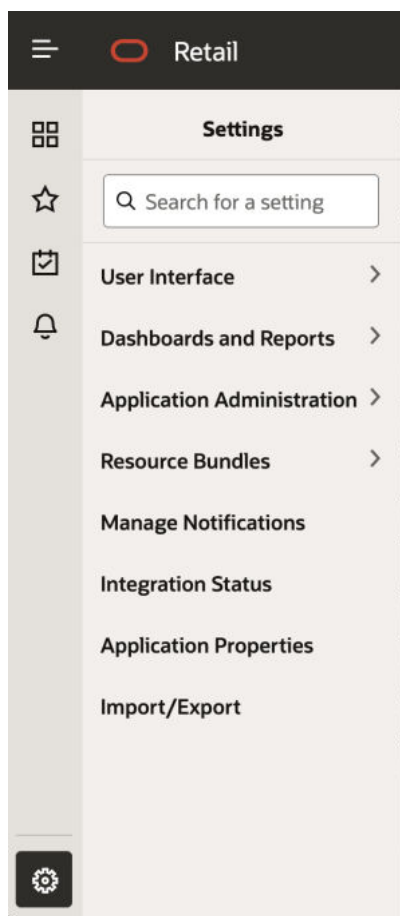 Retail
Settings
Search for a setting
User Interface
Dashboards and Reports
Application Administration
Resource Bundles
Manage Notifications
Integration Status
Application Properties
Import/Export